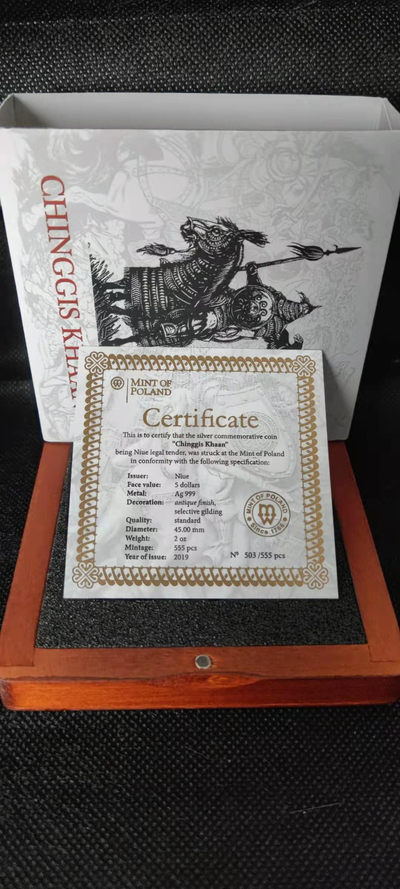 CHINGGIS KHAAN
MINT OF
POLAND
Certificate
This is to certify that the silver commemorative coin
"Chinggis Khaan"
being Niue legal tender, was struck at the Mint of Poland
in conformity with the following specification:
Issuer: Niue
Face value: 5 dollars
Metal: Ag 999
Decoration: antique finish,
selective gilding
Quality: standard
Diameter: 45.00 mm
Weight: 2 oz
Mintage: 555 pcs
Year of issue: 2019
MINT OF POLAND
Since 1766
Nº 503/555 pcs